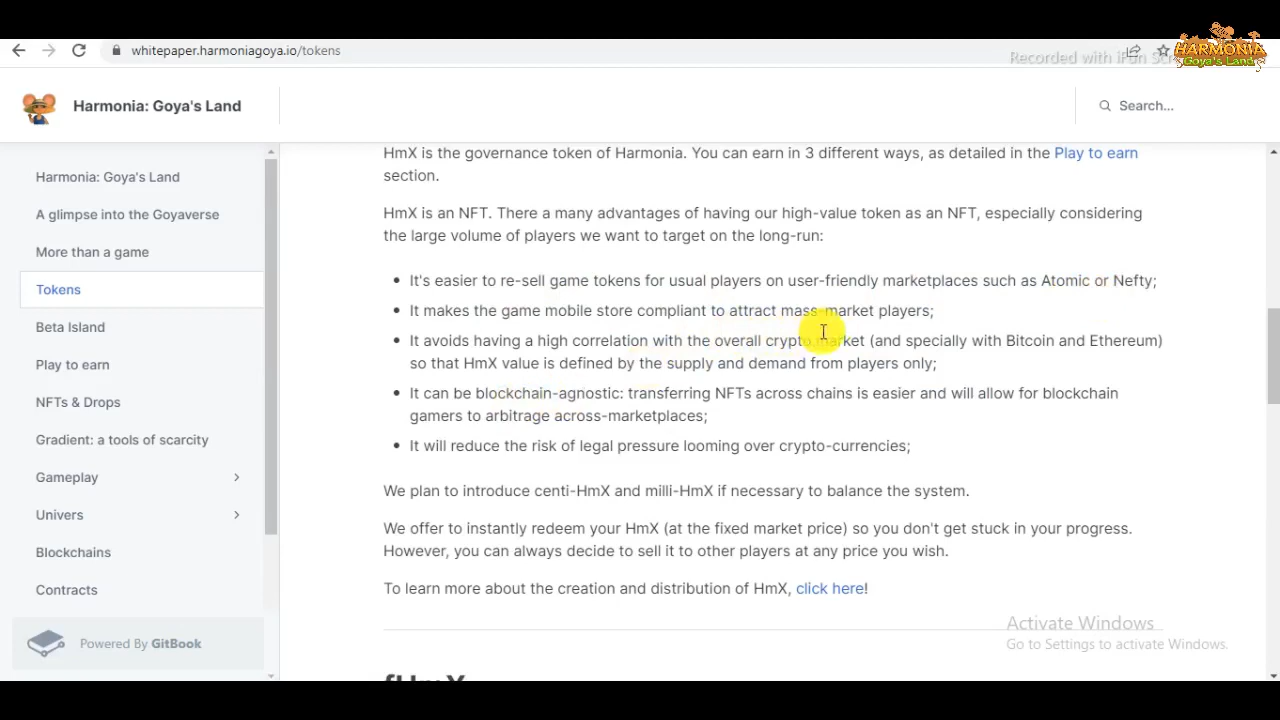 whitepaper.harmoniagoya.io/tokens
Recorded with iFun Scr
HARMONIA
Goya's Land
Harmonia: Goya's Land
Search...
Harmonia: Goya's Land
A glimpse into the Goyaverse
More than a game
Tokens
Beta Island
Play to earn
NFTs & Drops
Gradient: a tools of scarcity
Gameplay
Univers
Blockchains
Contracts
Powered By GitBook
HmX is the governance token of Harmonia. You can earn in 3 different ways, as detailed in the Play to earn
section.
HmX is an NFT. There a many advantages of having our high-value token as an NFT, especially considering
the large volume of players we want to target on the long-run:
• It's easier to re-sell game tokens for usual players on user-friendly marketplaces such as Atomic or Nefty;
• It makes the game mobile store compliant to attract mass-market players;
• It avoids having a high correlation with the overall crypto market (and specially with Bitcoin and Ethereum)
so that HmX value is defined by the supply and demand from players only;
• It can be blockchain-agnostic: transferring NFTs across chains is easier and will allow for blockchain
gamers to arbitrage across-marketplaces;
• It will reduce the risk of legal pressure looming over crypto-currencies;
We plan to introduce centi-HmX and milli-HmX if necessary to balance the system.
We offer to instantly redeem your HmX (at the fixed market price) so you don't get stuck in your progress.
However, you can always decide to sell it to other players at any price you wish.
To learn more about the creation and distribution of HmX, click here!
Activate Windows
Go to Settings to activate Windows.
fHmX